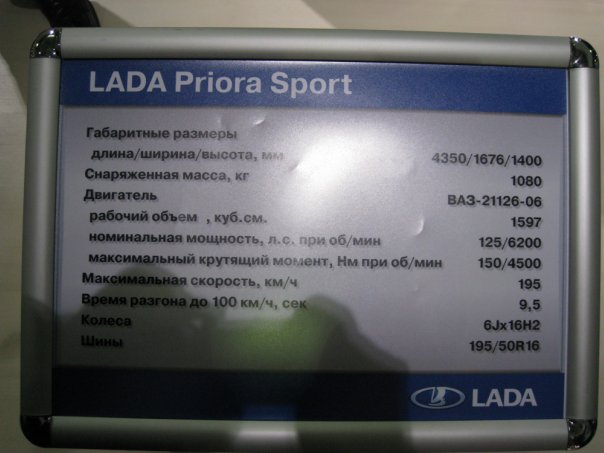 LADA Priora Sport
Габаритные размеры
длина/ширина/высота, мм 4350/1676/1400
Снаряженная масса, кг 1080
Двигатель ВАЗ-21126-06
рабочий объем , куб.см. 1597
номинальная мощность, л.с. при об/мин 125/6200
максимальный крутящий момент, Нм при об/мин 150/4500
Максимальная скорость, км/ч 195
Время разгона до 100 км/ч, сек 9,5
Колеса 6Jx16H2
Шины 195/50R16
LADA